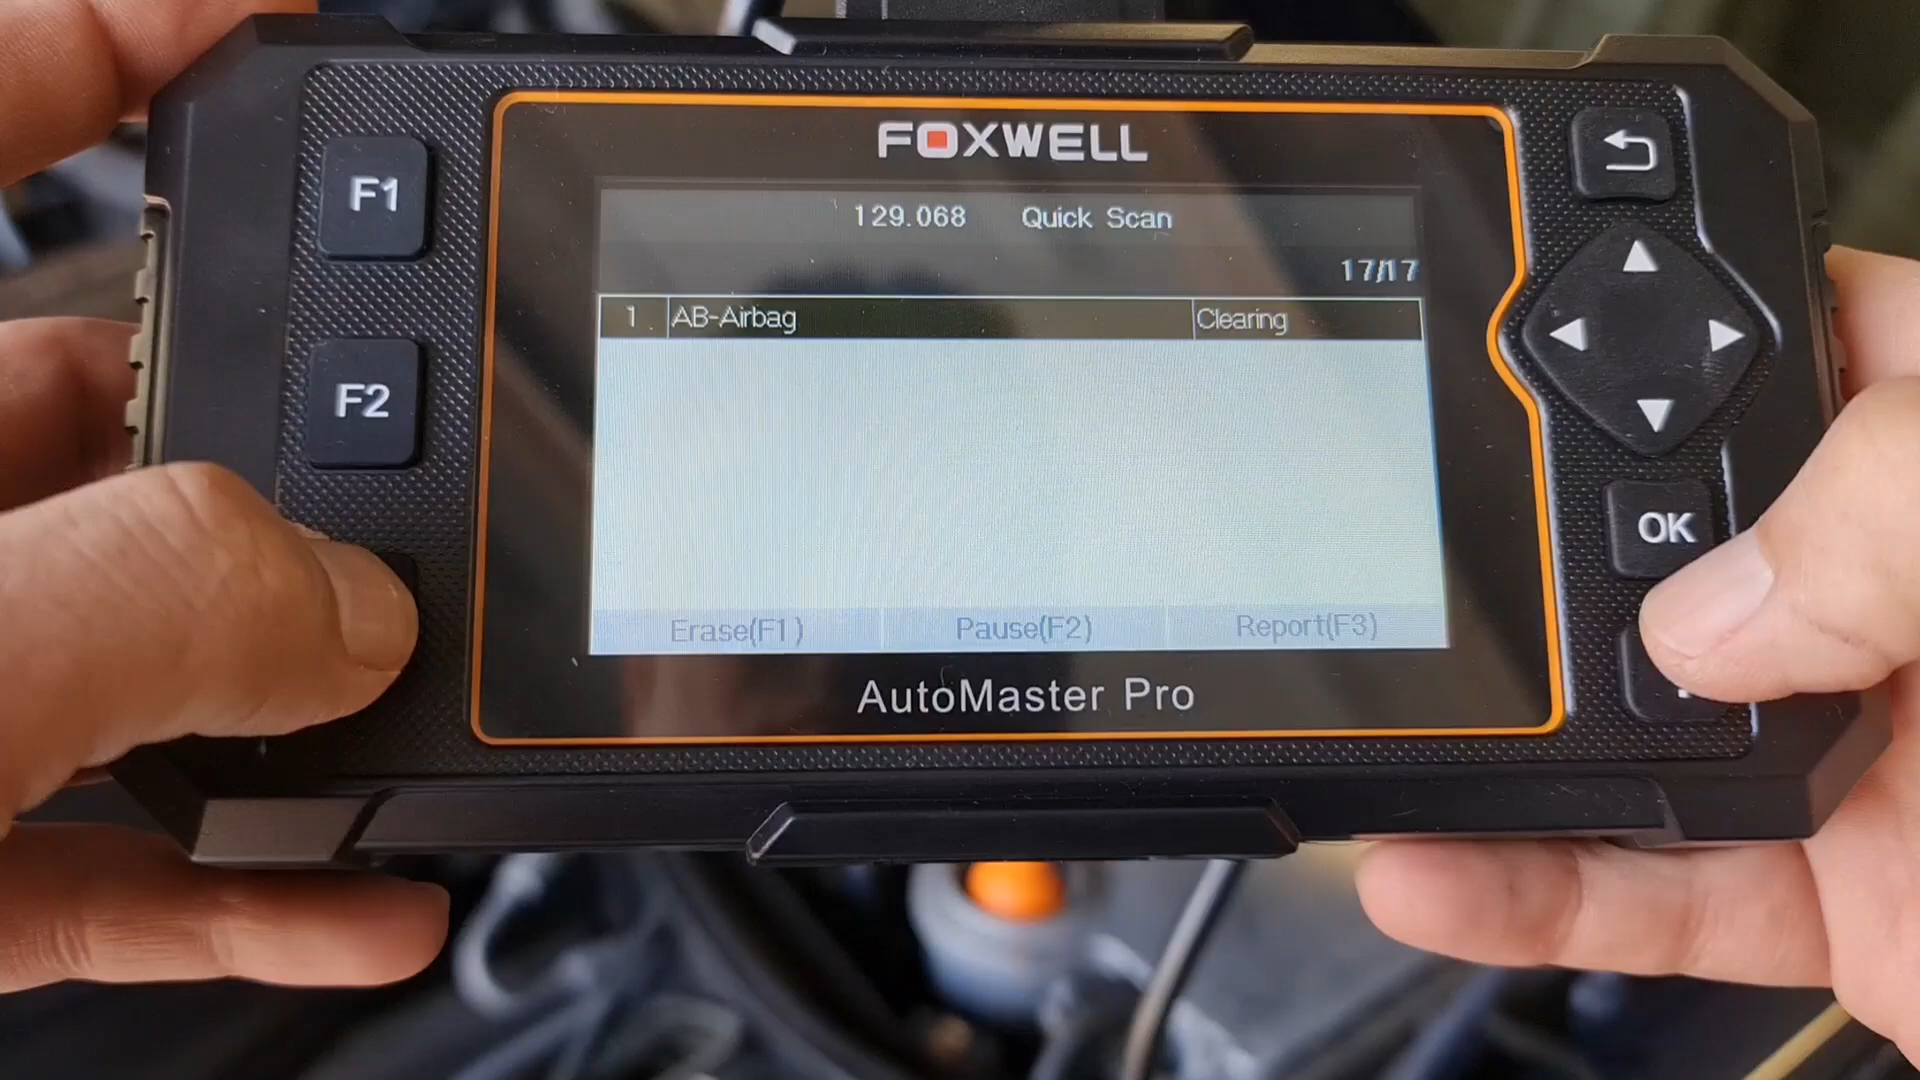 FOXWELL
129.068 Quick Scan
17/17
1 AB-Airbag Clearing
Erase(F1) Pause(F2) Report(F3)
AutoMaster Pro
F1
F2
OK